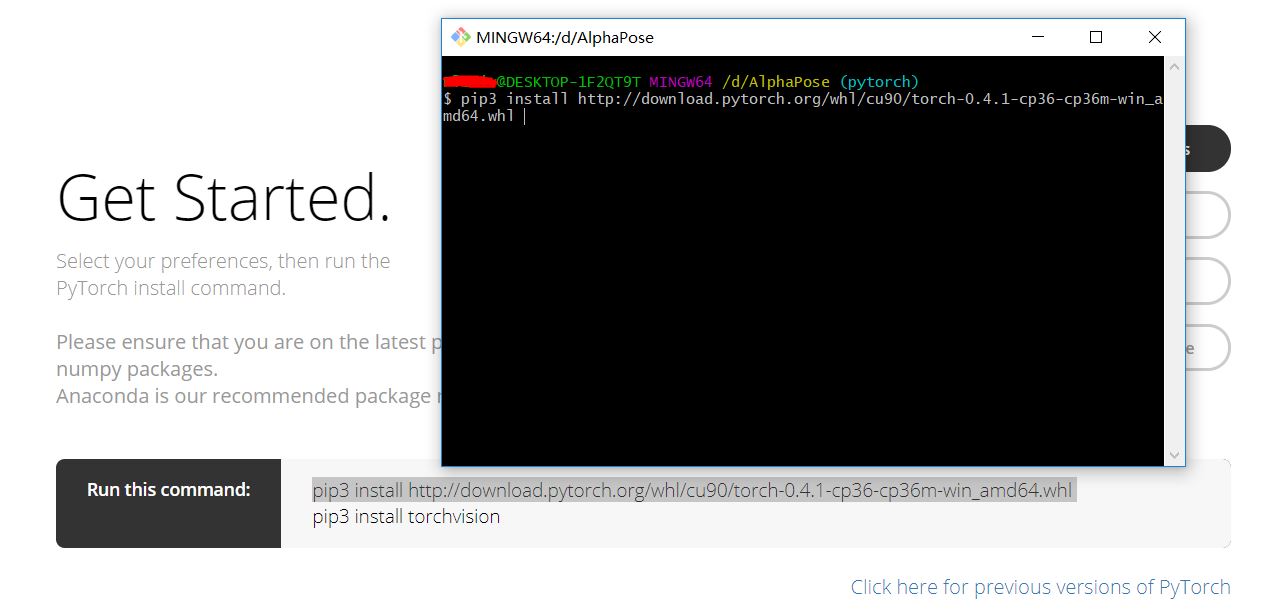 MINGW64:/d/AlphaPose
@DESKTOP-1F2QT9T MINGW64 /d/AlphaPose (pytorch)
$ pip3 install http://download.pytorch.org/whl/cu90/torch-0.4.1-cp36-cp36m-win_a
md64.whl
Get Started.
Select your preferences, then run the
PyTorch install command.
Please ensure that you are on the latest
numpy packages.
Anaconda is our recommended package
Run this command:
pip3 install http://download.pytorch.org/whl/cu90/torch-0.4.1-cp36-cp36m-win_amd64.whl
pip3 install torchvision
Click here for previous versions of PyTorch